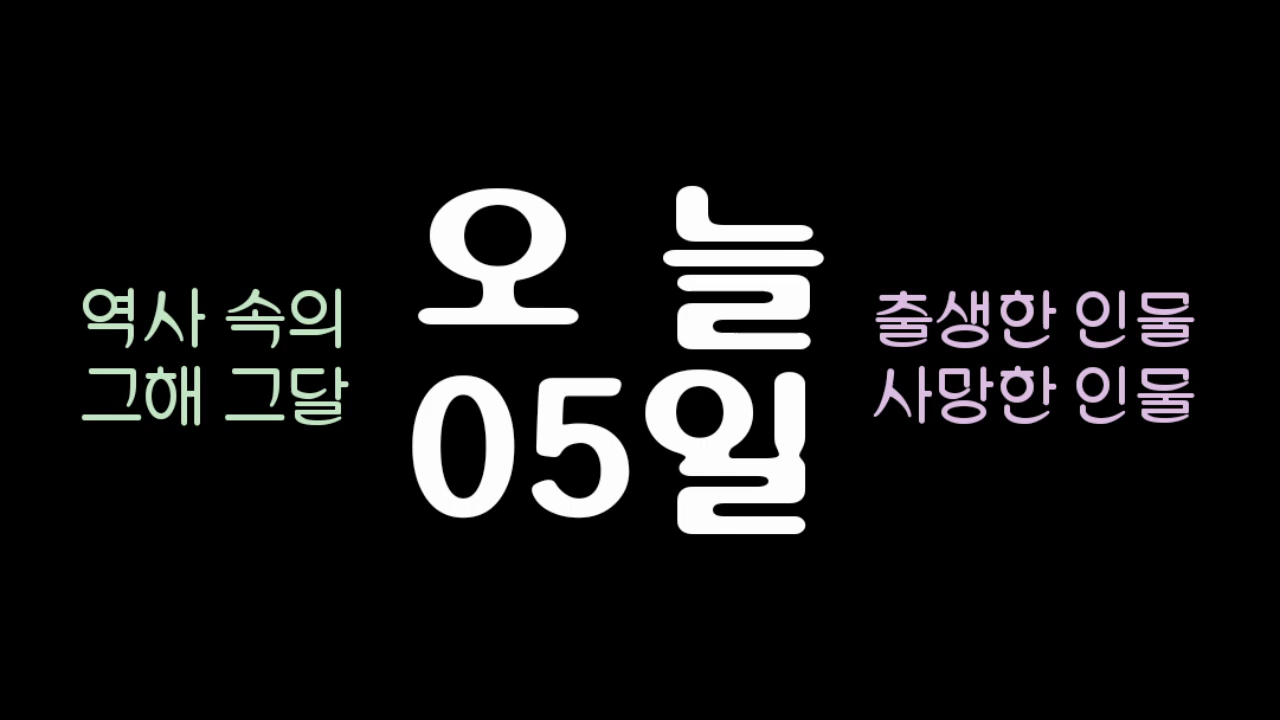 역사 속의
그해 그달
오 늘
05일
출생한 인물
사망한 인물